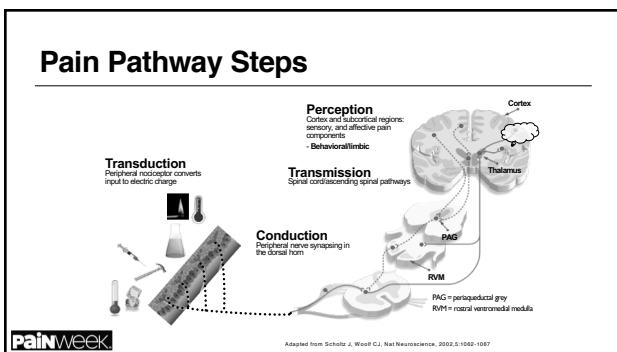 Pain Pathway Steps
Perception
Cortex and subcortical regions:
sensory, and affective pain
components
- Behavioral/limbic
Cortex
Thalamus
Transduction
Peripheral nociceptor converts
input to electric charge
Transmission
Spinal cord/ascending spinal pathways
Conduction
Peripheral nerve synapsing in
the dorsal horn
PAG
RVM
PAG = periaqueductal grey
RVM = rostral ventromedial medulla
PAINWEEK.
Adapted from Scholtz J, Woolf CJ, Nat Neuroscience, 2002,5:1062-1067